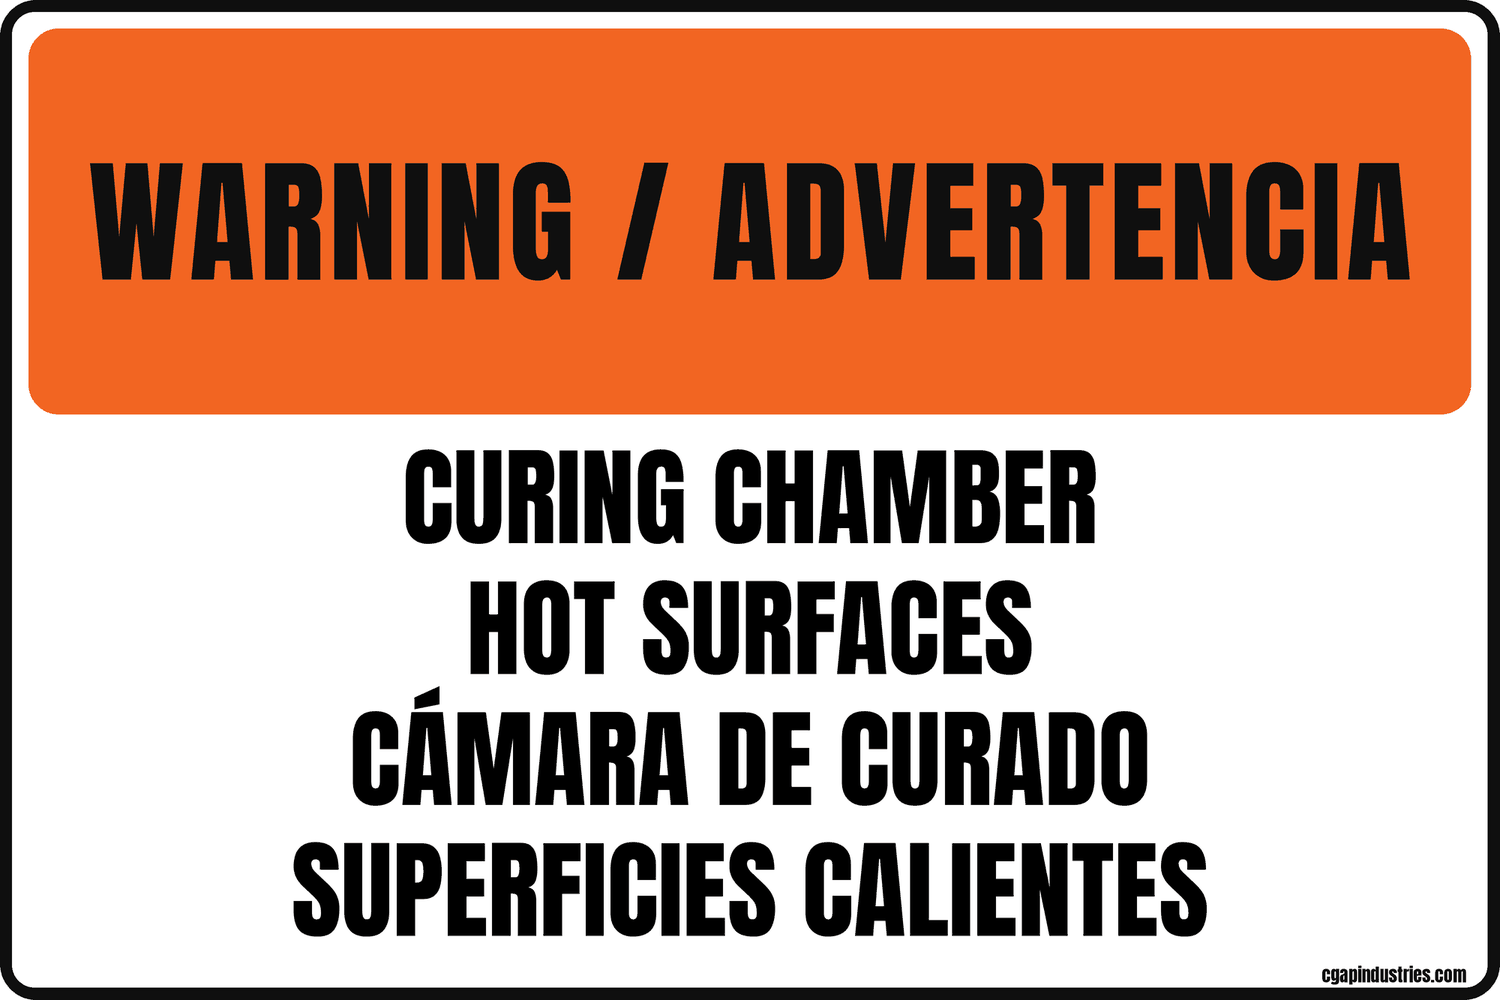 WARNING / ADVERTENCIA
CURING CHAMBER
HOT SURFACES
CÁMARA DE CURADO
SUPERFICIES CALIENTES
cgapindustries.com